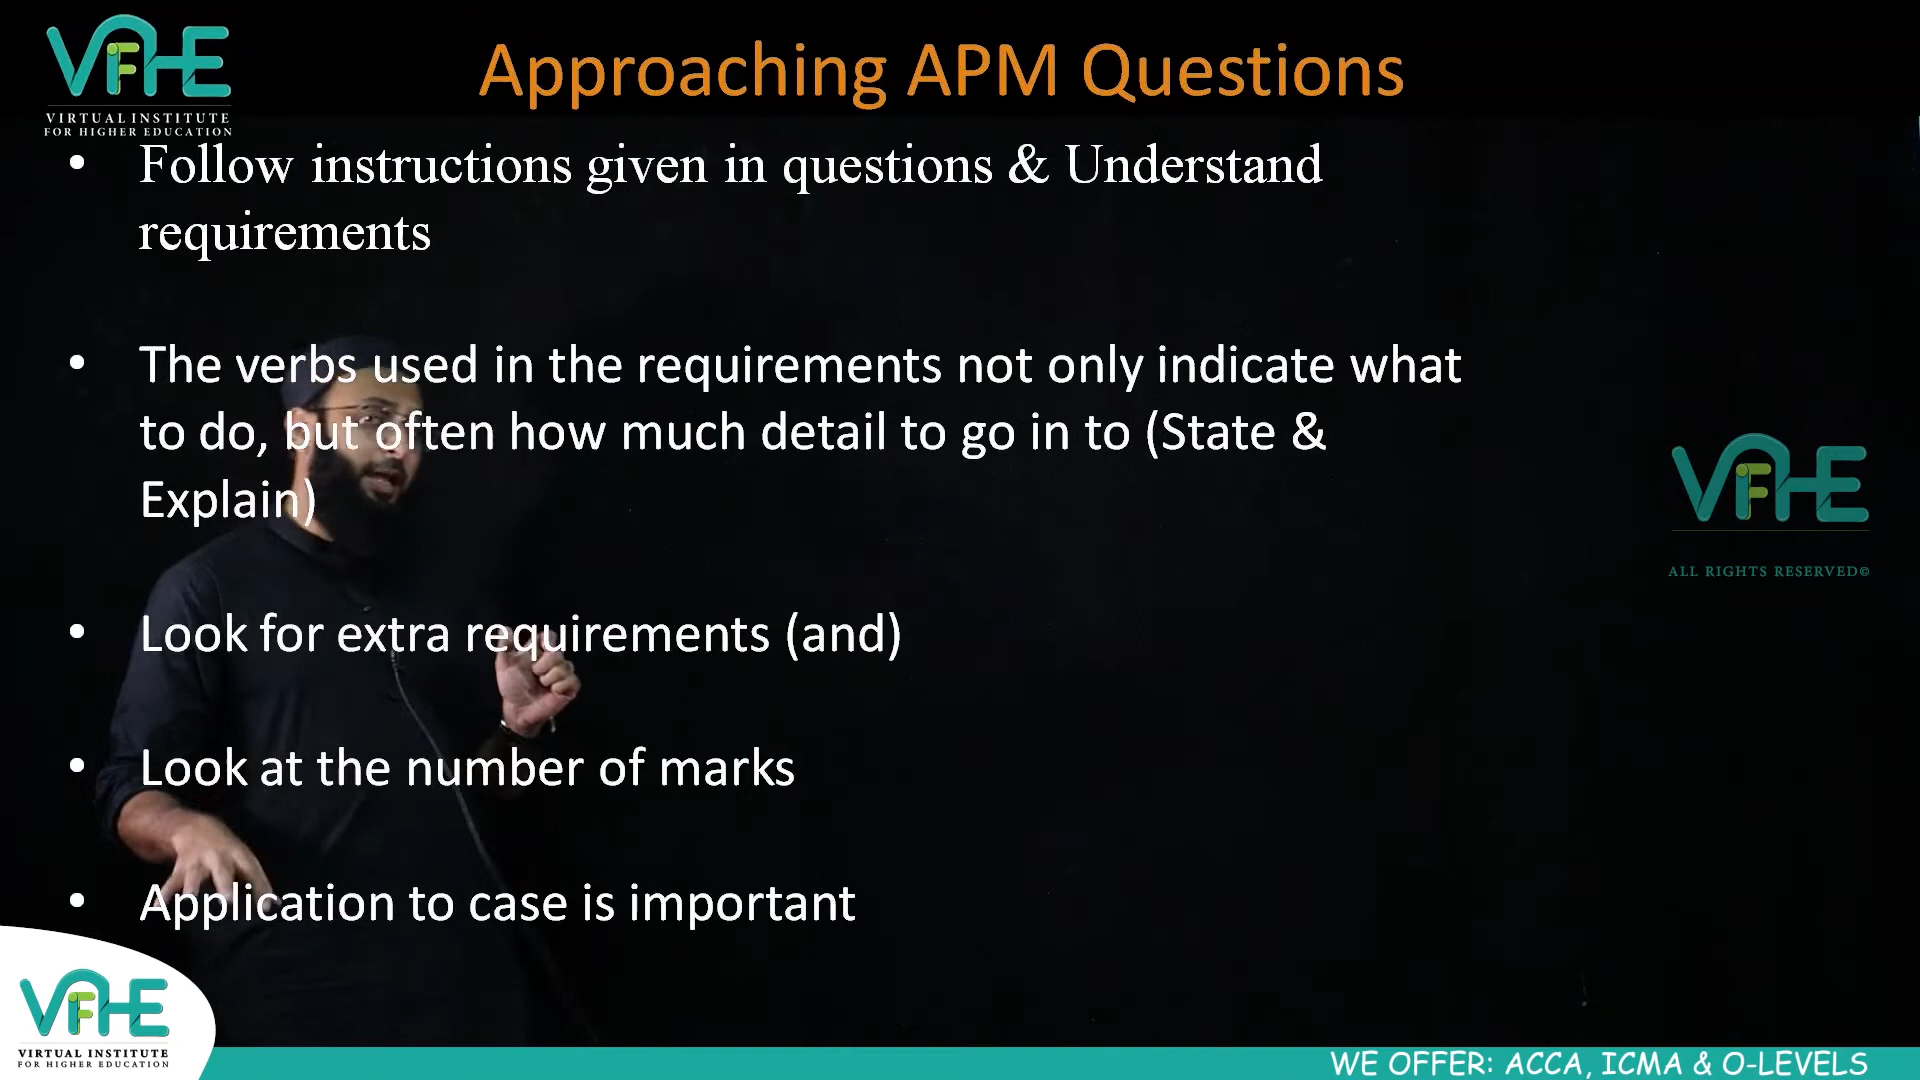 VIFHE
VIRTUAL INSTITUTE
FOR HIGHER EDUCATION
Approaching APM Questions
• Follow instructions given in questions & Understand
requirements
• The verbs used in the requirements not only indicate what
to do, but often how much detail to go in to (State &
Explain)
• Look for extra requirements (and)
• Look at the number of marks
• Application to case is important
VIFHE
ALL RIGHTS RESERVED©
VIFHE
VIRTUAL INSTITUTE
FOR HIGHER EDUCATION
WE OFFER: ACCA, ICMA & O-LEVELS